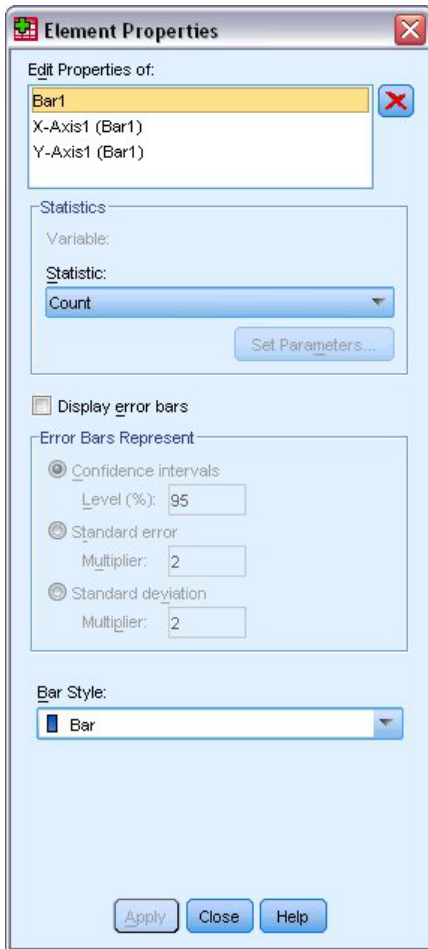 Element Properties
Edit Properties of:
Bar1
X-Axis1 (Bar1)
Y-Axis1 (Bar1)
Statistics
Variable:
Statistic:
Count
Set Parameters...
Display error bars
Error Bars Represent
Confidence intervals
Level (%): 95
Standard error
Multiplier: 2
Standard deviation
Multiplier: 2
Bar Style:
Bar
Apply Close Help